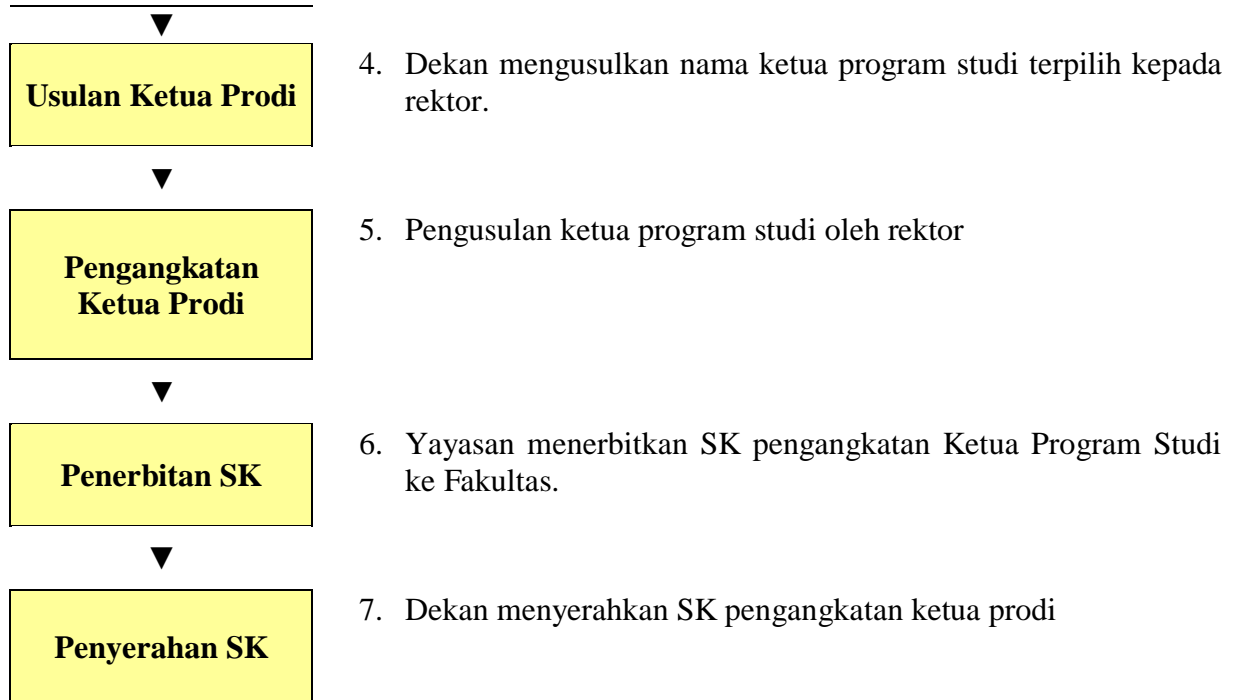 ▼
Usulan Ketua Prodi
4. Dekan mengusulkan nama ketua program studi terpilih kepada
rektor.
▼
Pengangkatan
Ketua Prodi
5. Pengusulan ketua program studi oleh rektor
▼
Penerbitan SK
6. Yayasan menerbitkan SK pengangkatan Ketua Program Studi
ke Fakultas.
▼
Penyerahan SK
7. Dekan menyerahkan SK pengangkatan ketua prodi